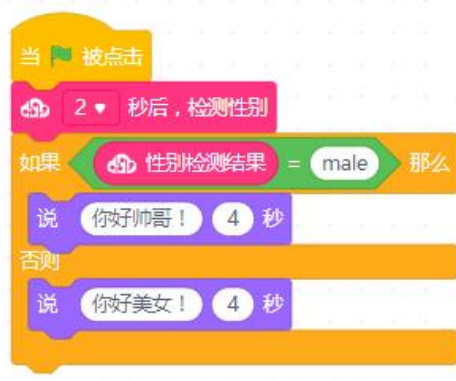 当 被点击
2 秒后，检测性别
如果 性别检测结果 = male 那么
说 你好帅哥！ 4 秒
否则
说 你好美女！ 4 秒